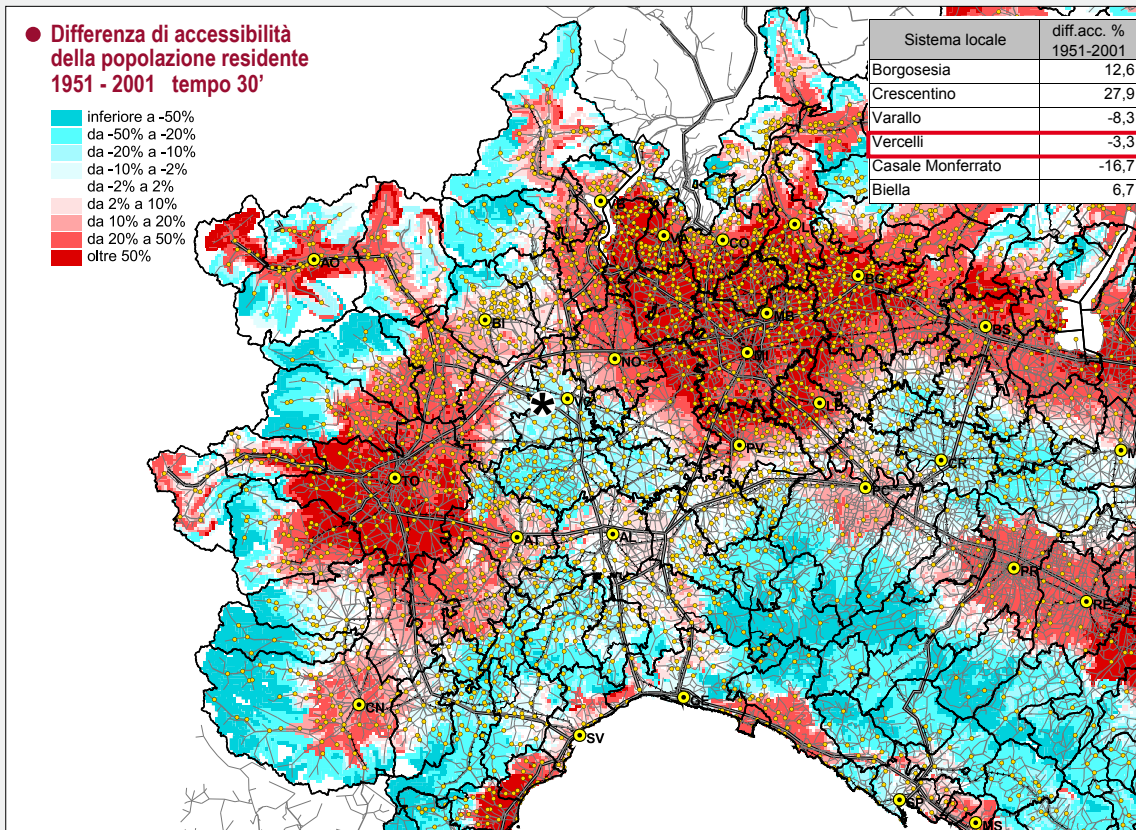 Differenza di accessibilità
della popolazione residente
1951 - 2001 tempo 30'
inferiore a -50%
da -50% a -20%
da -20% a -10%
da -10% a -2%
da -2% a 2%
da 2% a 10%
da 10% a 20%
da 20% a 50%
oltre 50%
Sistema locale diff.acc. %
1951-2001
Borgosesia 12,6
Crescentino 27,9
Varallo -8,3
Vercelli -3,3
Casale Monferrato -16,7
Biella 6,7
VB
VA
CO
LC
AO
BG
BI
MB
BS
NO
MI
*
VC
LO
PV
CR
M
TO
PC
AT
AL
PR
RE
CN
GE
SV
SP
MS